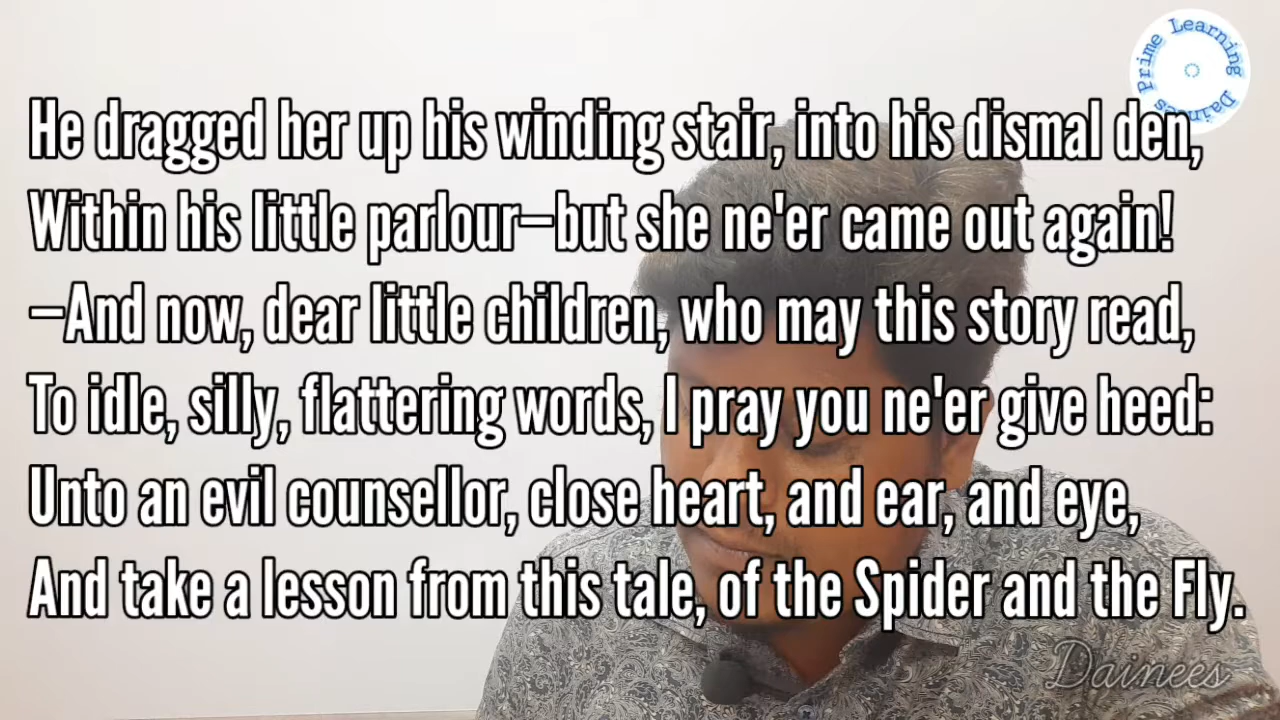 Prime Learning Dainees
He dragged her up his winding stair, into his dismal den,
Within his little parlour—but she ne'er came out again!
—And now, dear little children, who may this story read,
To idle, silly, flattering words, I pray you ne'er give heed:
Unto an evil counsellor, close heart, and ear, and eye,
And take a lesson from this tale, of the Spider and the Fly.
Dainees